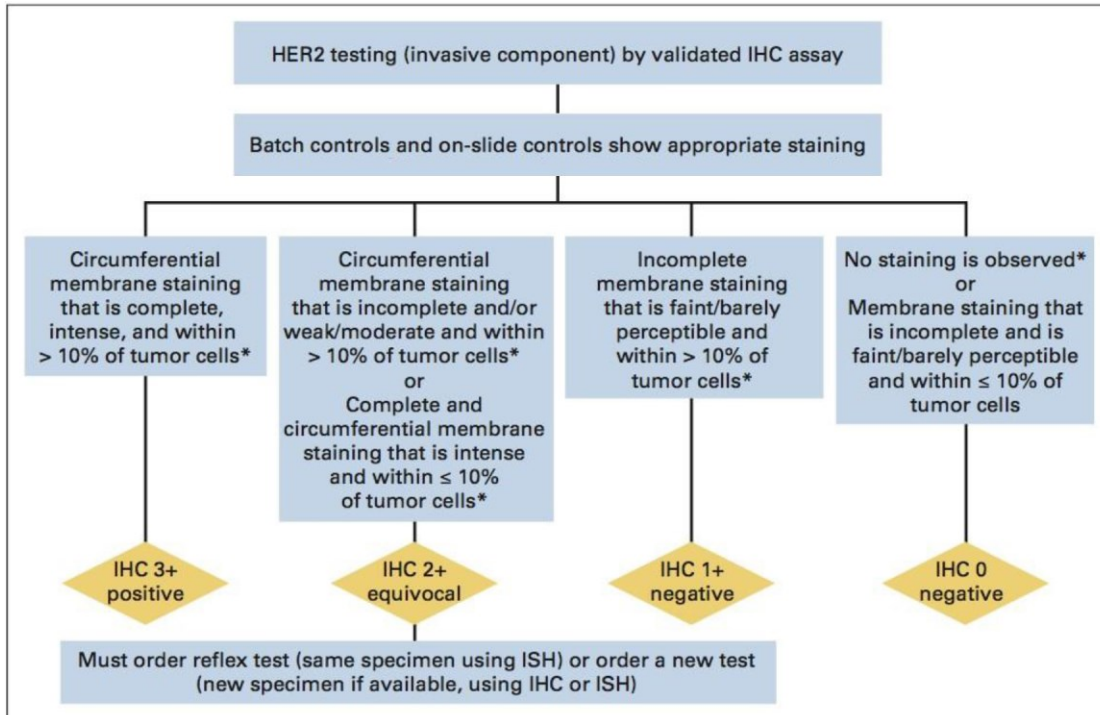 HER2 testing (invasive component) by validated IHC assay
Batch controls and on-slide controls show appropriate staining
Circumferential
membrane staining
that is complete,
intense, and within
> 10% of tumor cells*
Circumferential
membrane staining
that is incomplete and/or
weak/moderate and within
> 10% of tumor cells*
or
Complete and
circumferential membrane
staining that is intense
and within ≤ 10%
of tumor cells*
Incomplete
membrane staining
that is faint/barely
perceptible and
within > 10% of
tumor cells*
No staining is observed*
or
Membrane staining that
is incomplete and is
faint/barely perceptible
and within ≤ 10% of
tumor cells
IHC 3+
positive
IHC 2+
equivocal
IHC 1+
negative
IHC 0
negative
Must order reflex test (same specimen using ISH) or order a new test
(new specimen if available, using IHC or ISH)